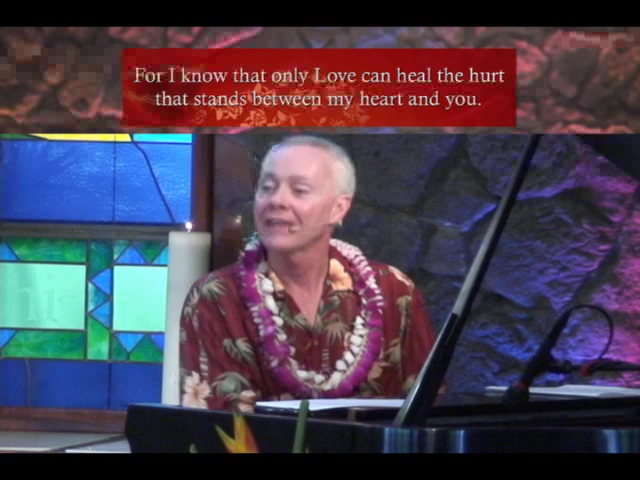 For I know that only Love can heal the hurt
that stands between my heart and you.